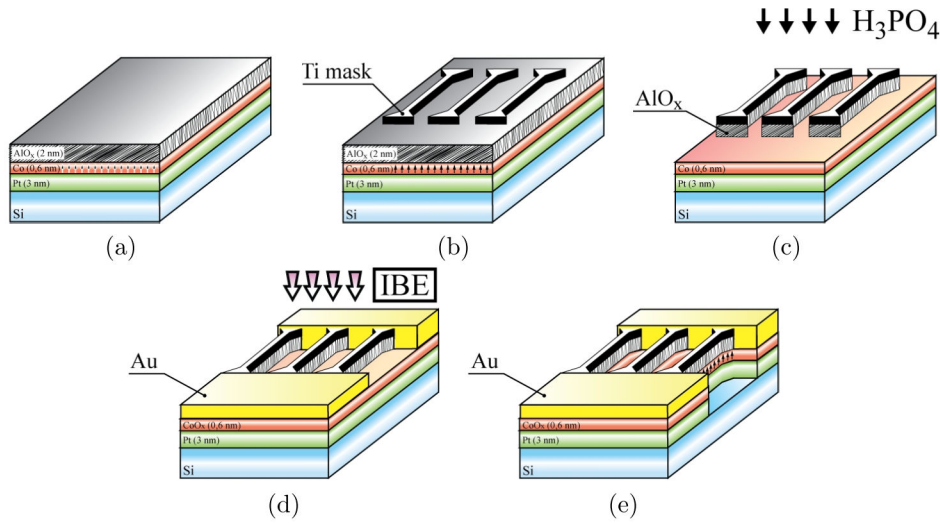 H₃PO₄
Ti mask
AlOₓ
AlOₓ (2 nm)
Co (0,6 nm)
Pt (3 nm)
Si
AlOₓ (2 nm)
Co (0,6 nm)
Pt (3 nm)
Si
Co (0,6 nm)
Pt (3 nm)
Si
(a)
(b)
(c)
IBE
Au
Au
CoOₓ (0,6 nm)
Pt (3 nm)
Si
CoOₓ (0,6 nm)
Pt (3 nm)
Si
(d)
(e)